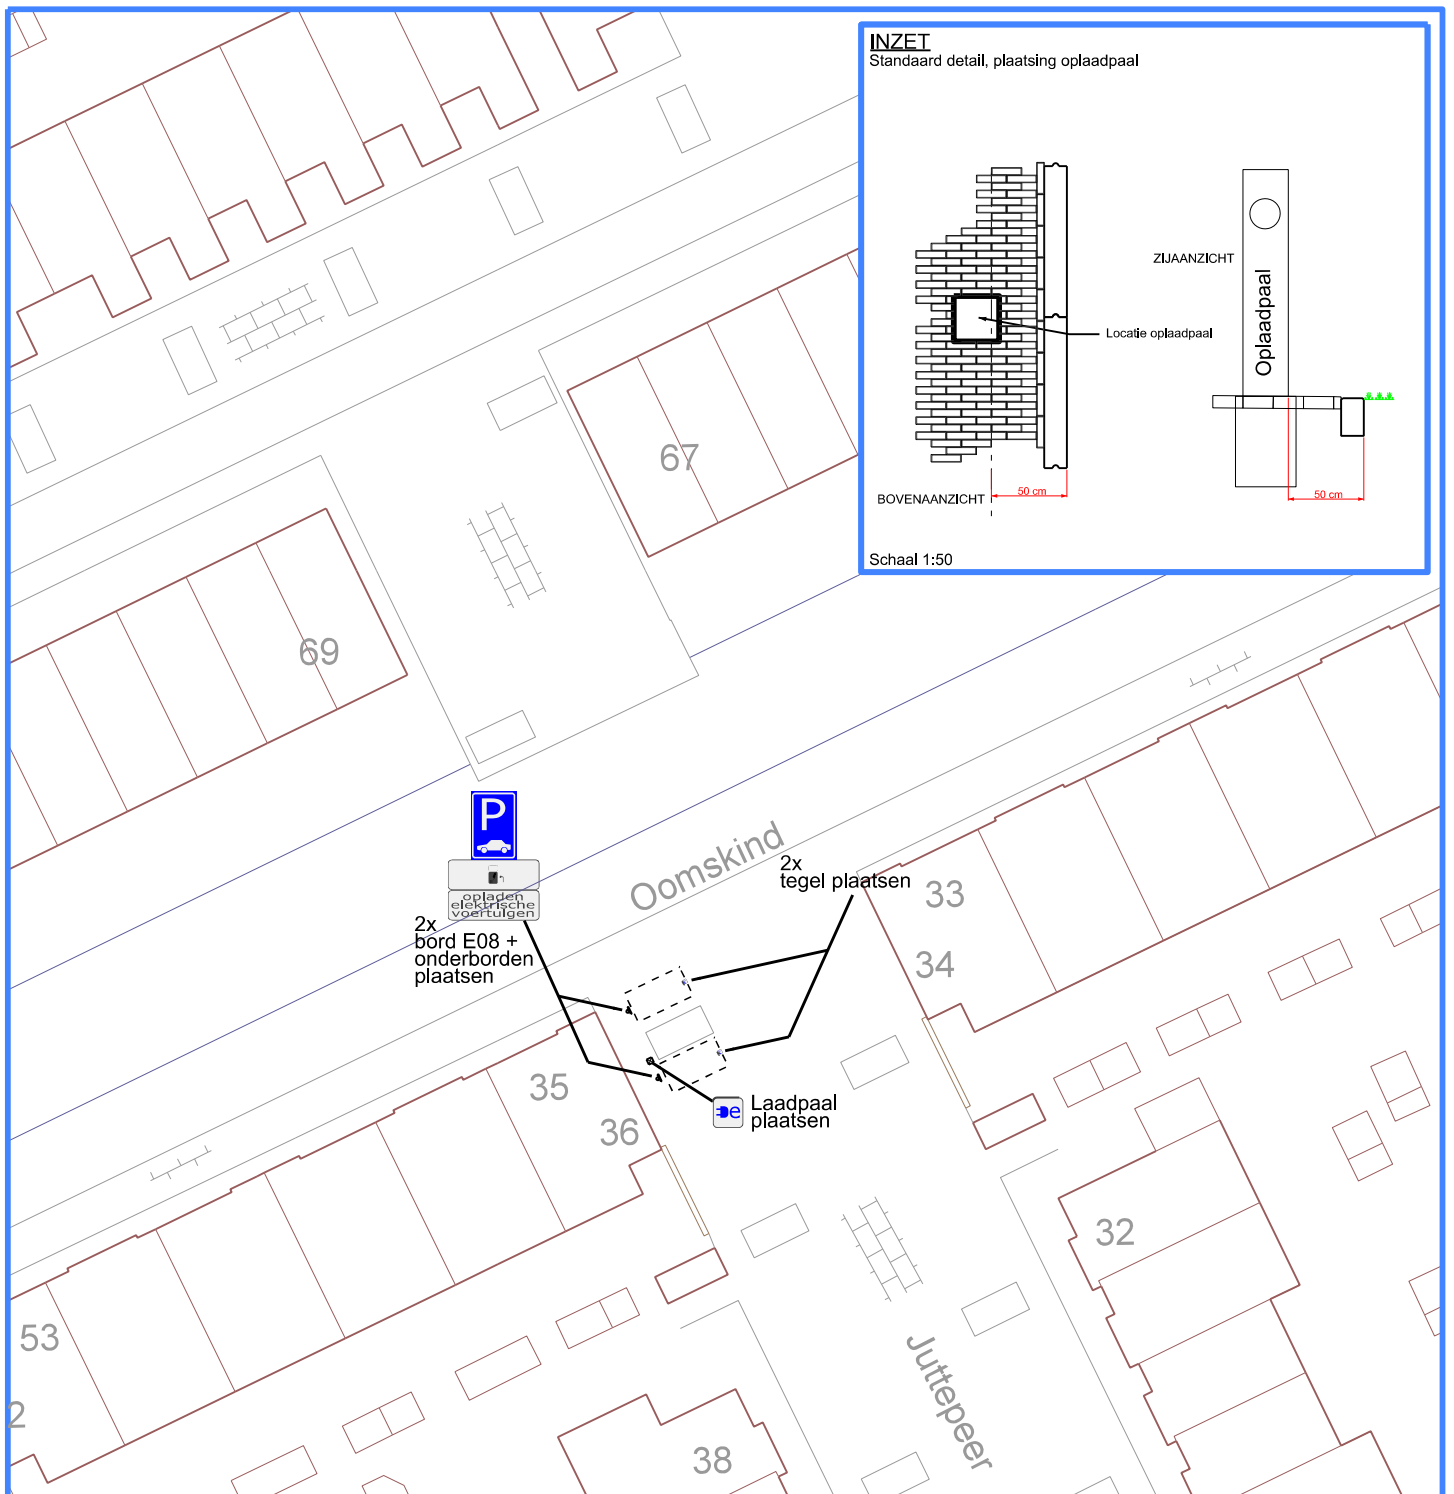 INZET
Standaard detail, plaatsing oplaadpaal
ZIJAANZICHT
Oplaadpaal
Locatie oplaadpaal
BOVENAANZICHT
50 cm
50 cm
Schaal 1:50
67
69
P
opladen
elektrische
voertuigen
2x
bord E08 +
onderborden
plaatsen
Oomskind
2x
tegel plaatsen
33
34
35
36
e
Laadpaal
plaatsen
32
53
2
Juttepeer
38